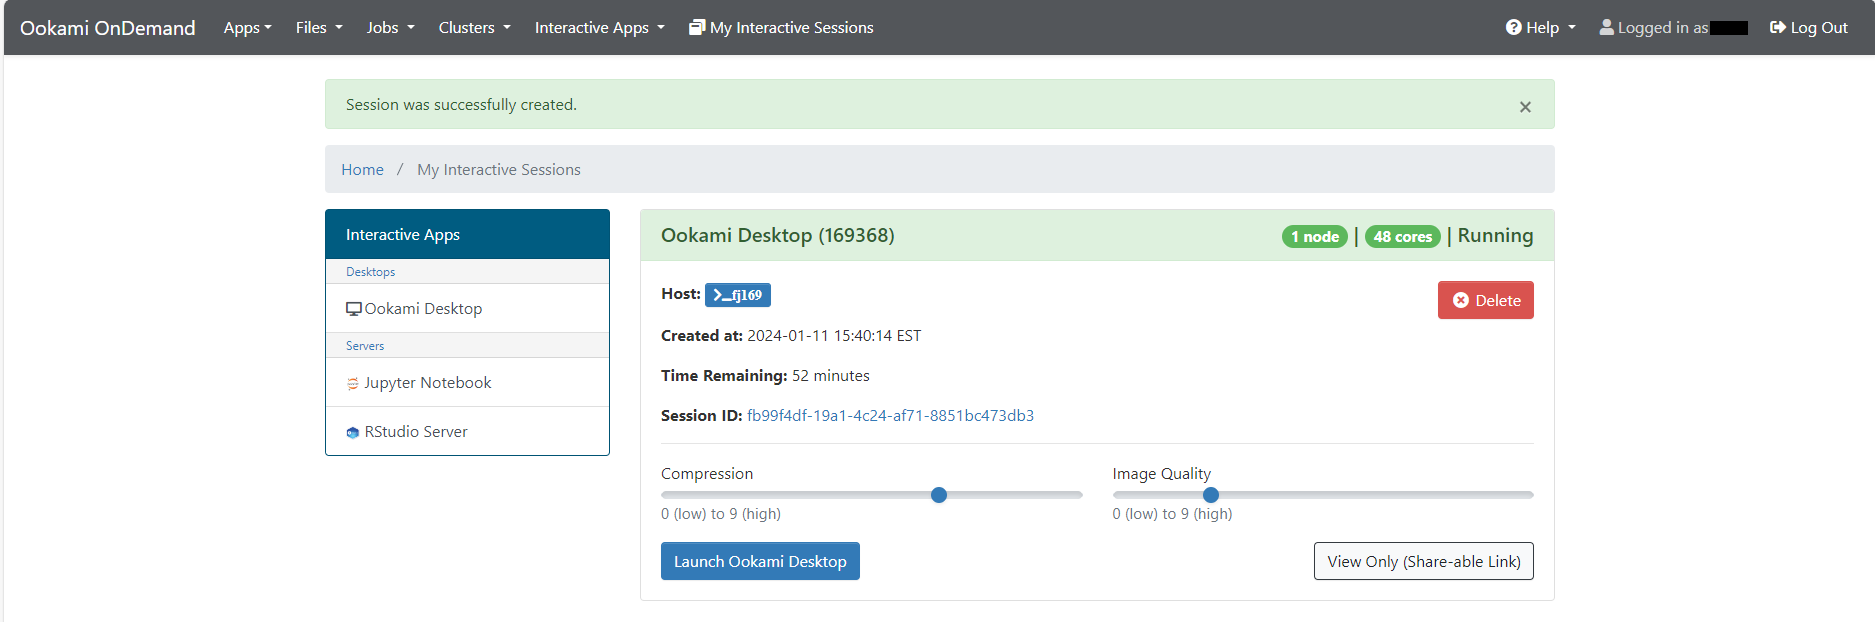 Ookami OnDemand Apps Files Jobs Clusters Interactive Apps My Interactive Sessions Help Logged in as Log Out
Session was successfully created. ×
Home / My Interactive Sessions
Interactive Apps
Desktops
Ookami Desktop
Servers
Jupyter Notebook
RStudio Server
Ookami Desktop (169368) 1 node | 48 cores | Running
Host: >_fj169 Delete
Created at: 2024-01-11 15:40:14 EST
Time Remaining: 52 minutes
Session ID: fb99f4df-19a1-4c24-af71-8851bc473db3
Compression Image Quality
0 (low) to 9 (high) 0 (low) to 9 (high)
Launch Ookami Desktop View Only (Share-able Link)